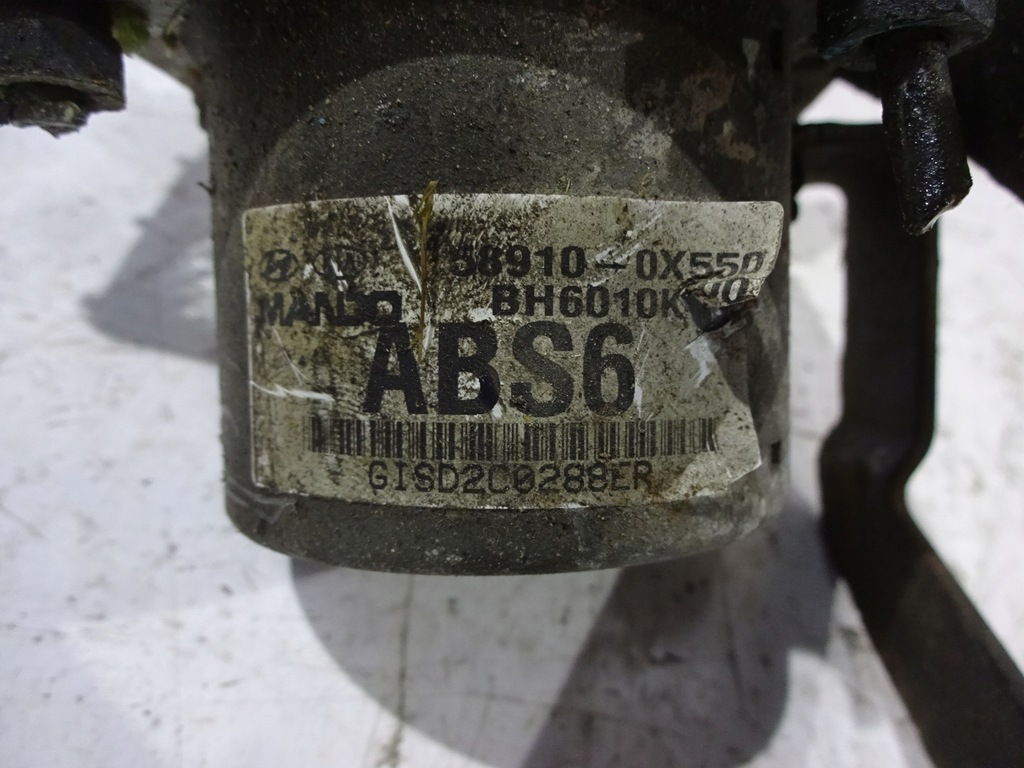 58910-0X550
MANDO BH6010K
ABS6
GISD2C0288ER